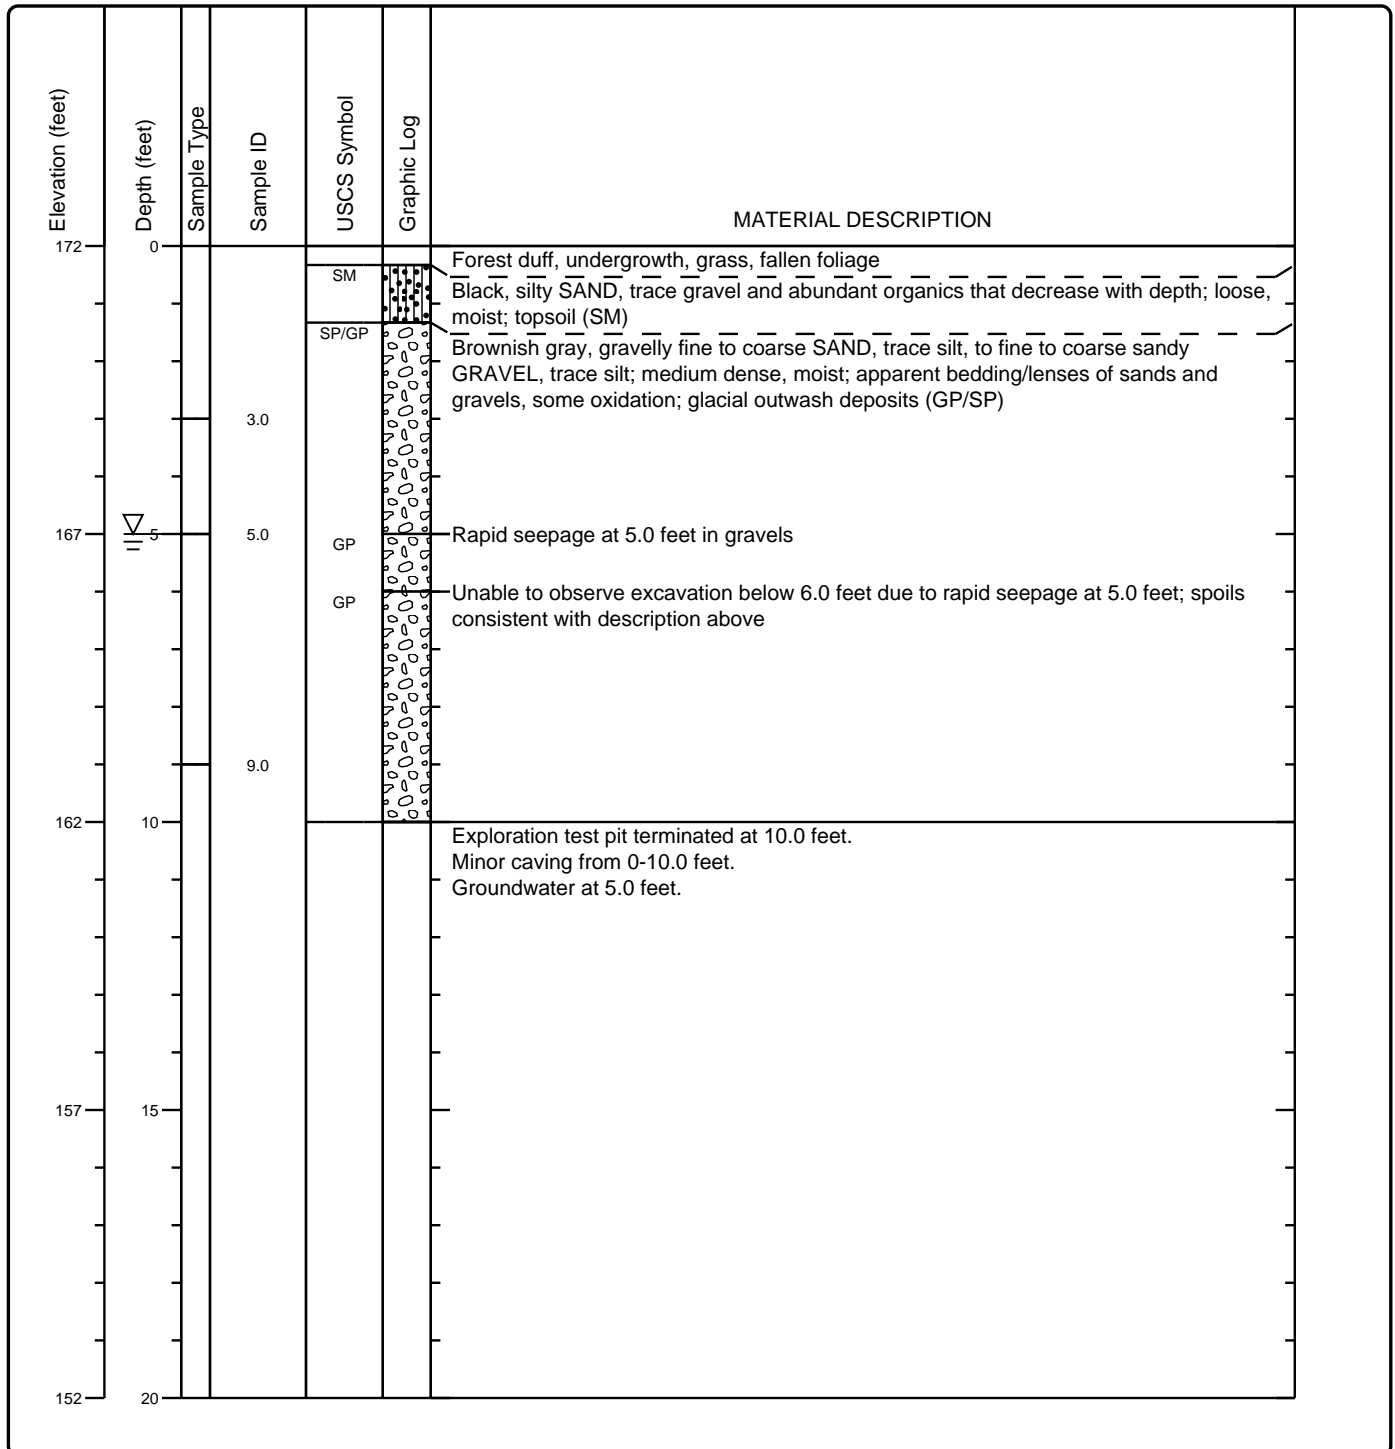 Elevation (feet)
Depth (feet)
Sample Type
Sample ID
USCS Symbol
Graphic Log
MATERIAL DESCRIPTION
172
0
Forest duff, undergrowth, grass, fallen foliage
SM
Black, silty SAND, trace gravel and abundant organics that decrease with depth; loose,
moist; topsoil (SM)
SP/GP
Brownish gray, gravelly fine to coarse SAND, trace silt, to fine to coarse sandy
GRAVEL, trace silt; medium dense, moist; apparent bedding/lenses of sands and
gravels, some oxidation; glacial outwash deposits (GP/SP)
3.0
167
5
5.0
GP
Rapid seepage at 5.0 feet in gravels
GP
Unable to observe excavation below 6.0 feet due to rapid seepage at 5.0 feet; spoils
consistent with description above
9.0
162
10
Exploration test pit terminated at 10.0 feet.
Minor caving from 0-10.0 feet.
Groundwater at 5.0 feet.
157
15
152
20